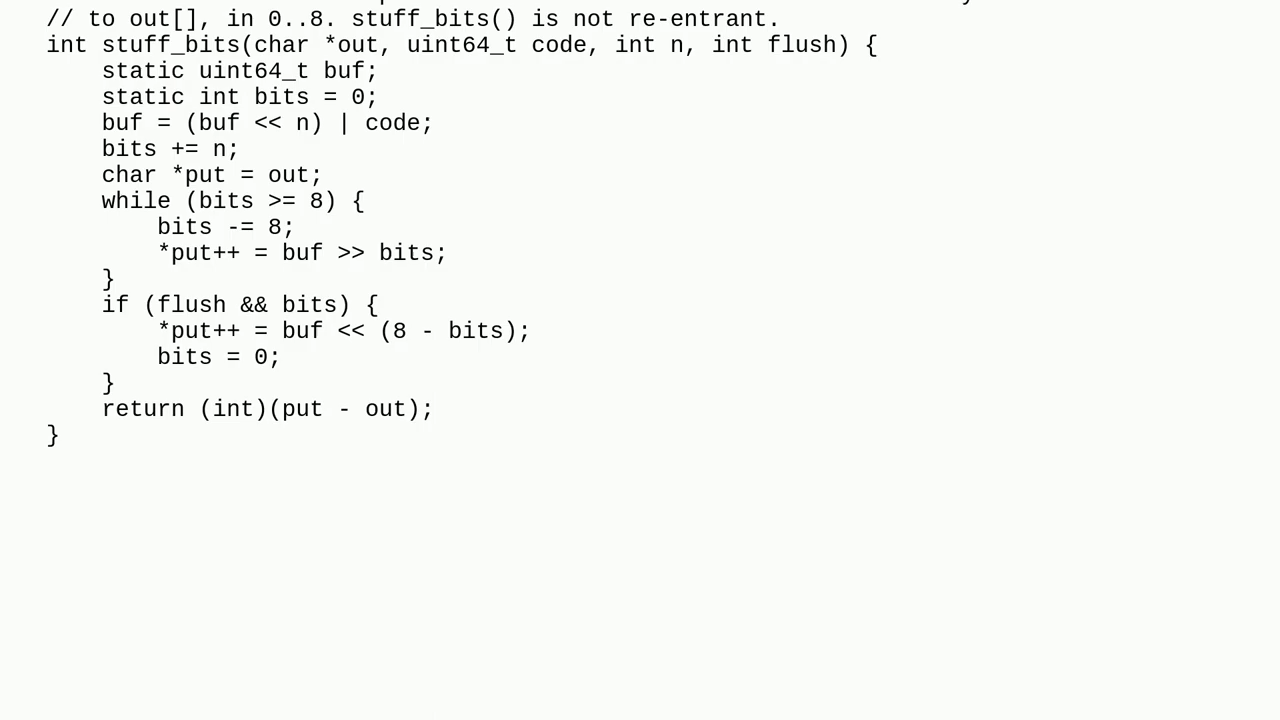 // to out[], in 0..8. stuff_bits() is not re-entrant.
int stuff_bits(char *out, uint64_t code, int n, int flush) {
    static uint64_t buf;
    static int bits = 0;
    buf = (buf << n) | code;
    bits += n;
    char *put = out;
    while (bits >= 8) {
        bits -= 8;
        *put++ = buf >> bits;
    }
    if (flush && bits) {
        *put++ = buf << (8 - bits);
        bits = 0;
    }
    return (int)(put - out);
}